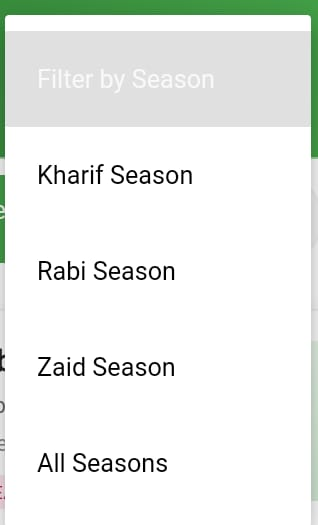 Filter by Season
Kharif Season
Rabi Season
Zaid Season
All Seasons